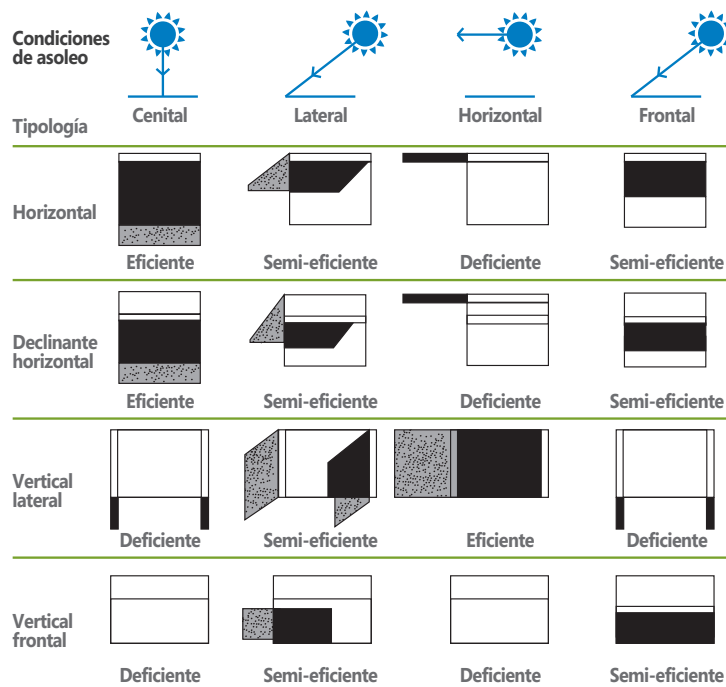 Condiciones
de asoleo
Tipología
Cenital Lateral Horizontal Frontal
Horizontal
Eficiente Semi-eficiente Deficiente Semi-eficiente
Declinante
horizontal
Eficiente Semi-eficiente Deficiente Semi-eficiente
Vertical
lateral
Deficiente Semi-eficiente Eficiente Deficiente
Vertical
frontal
Deficiente Semi-eficiente Deficiente Semi-eficiente